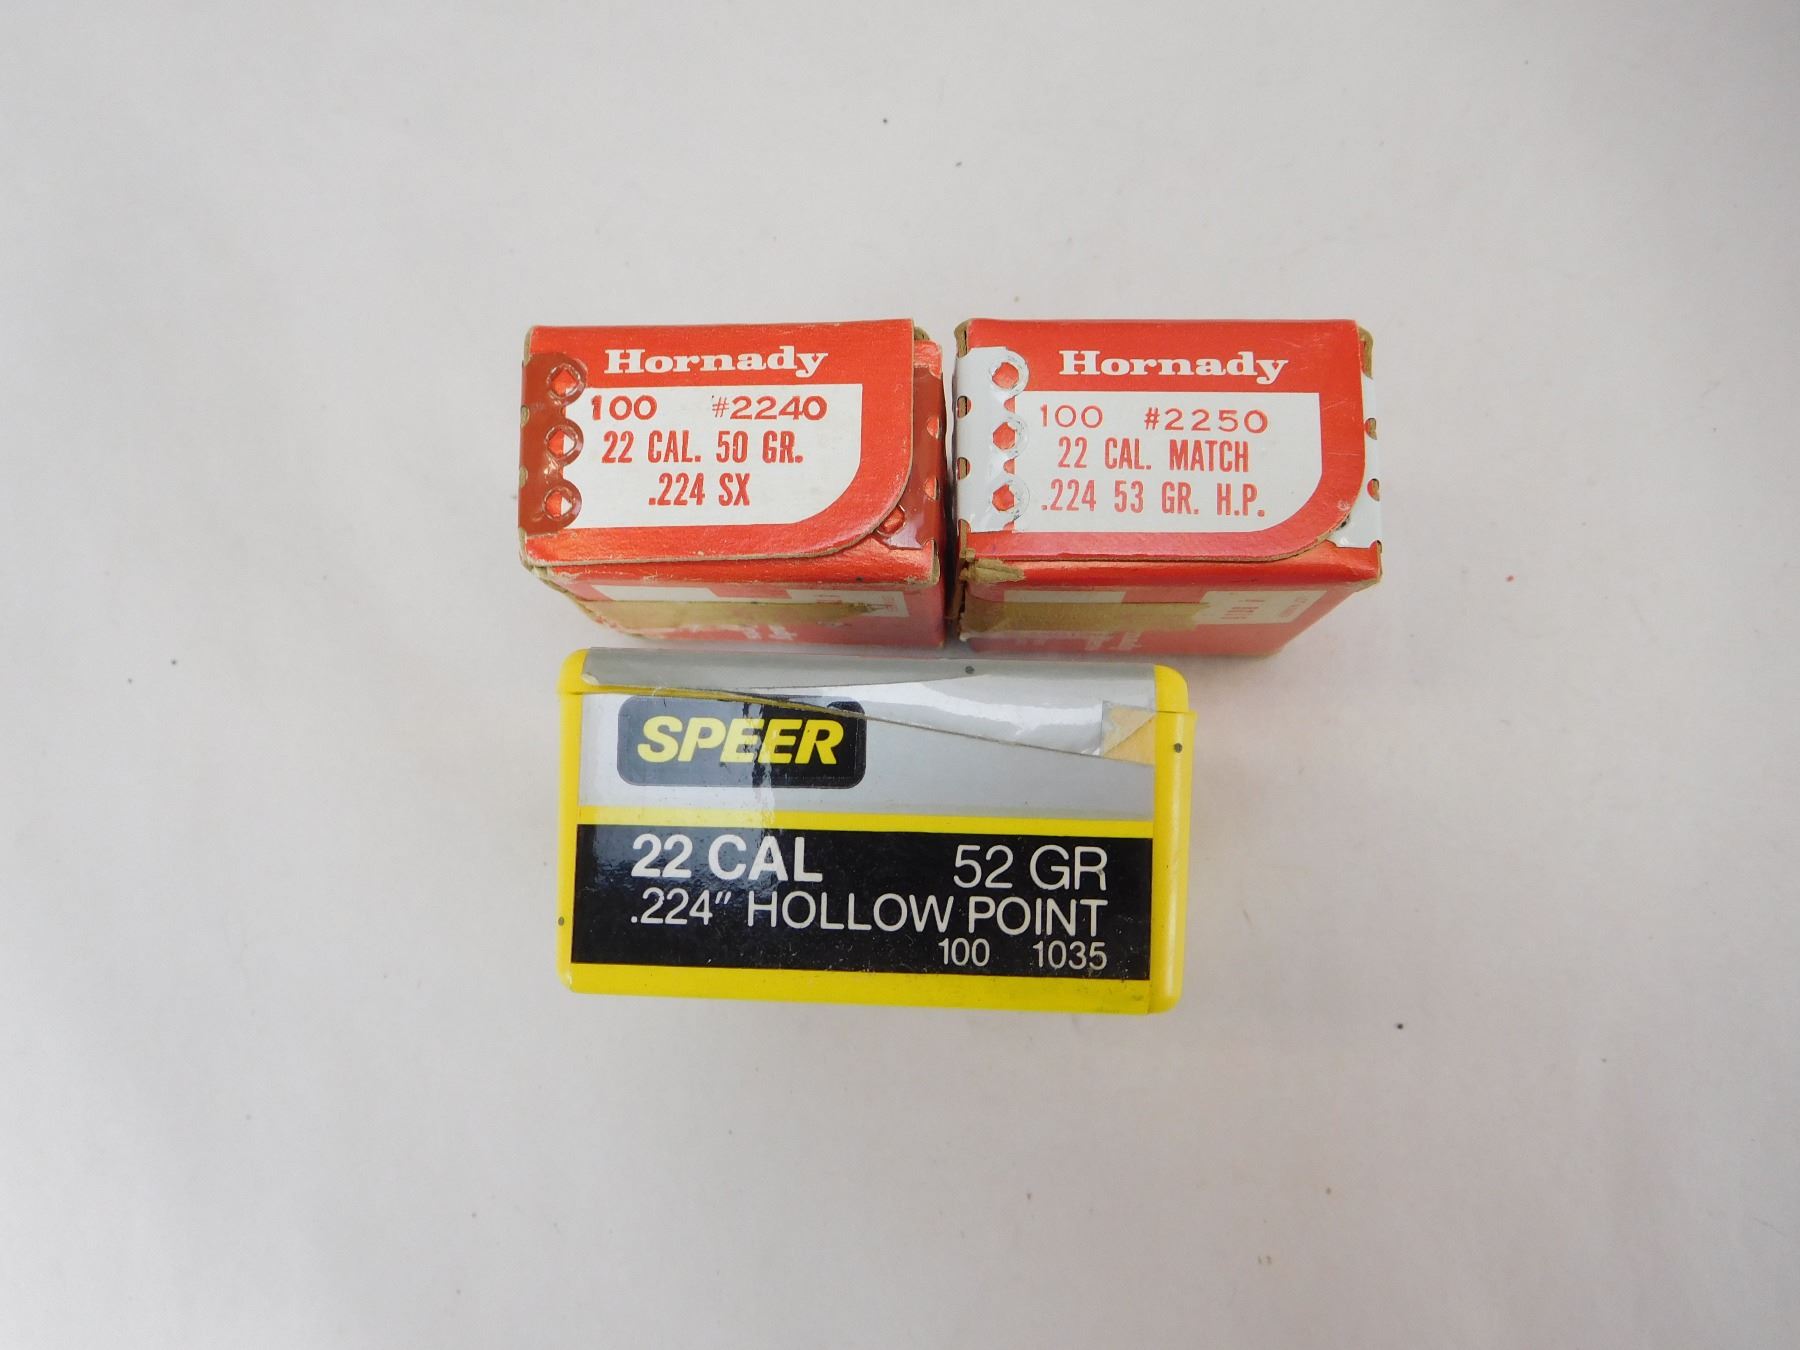 Hornady
100 #2240
22 CAL. 50 GR.
.224 SX
Hornady
100 #2250
22 CAL. MATCH
.224 53 GR. H.P.
SPEER
22 CAL 52 GR
.224" HOLLOW POINT
100 1035